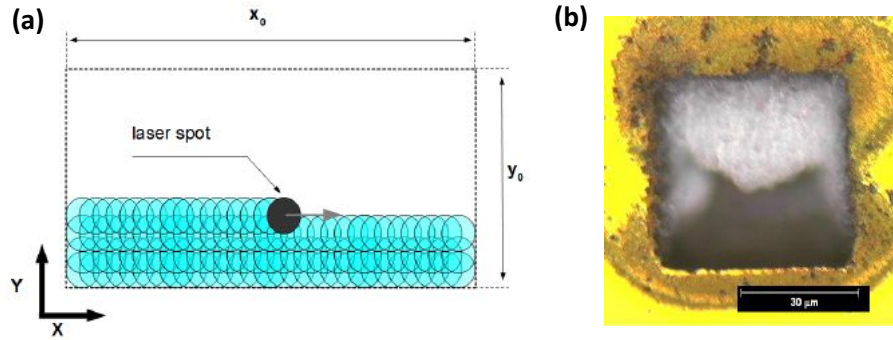 (a)
x₀
laser spot
y₀
Y
X
(b)
30 µm